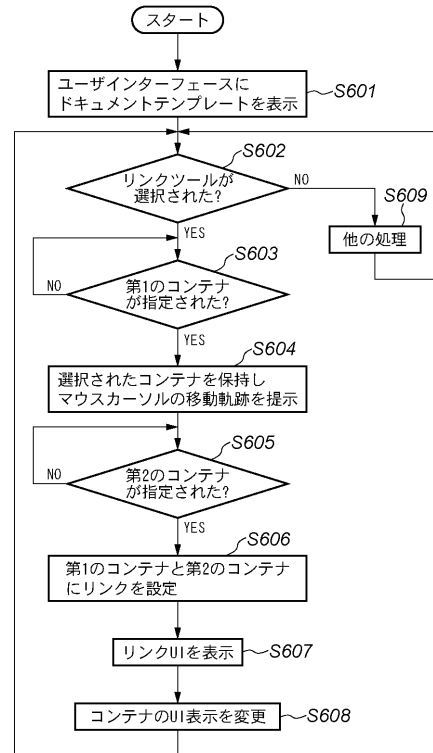 スタート
ユーザインターフェースに
ドキュメントテンプレートを表示
S601
S602
リンクツールが
選択された?
NO
S609
他の処理
YES
S603
第1のコンテナ
が指定された?
NO
YES
S604
選択されたコンテナを保持し
マウスカーソルの移動軌跡を提示
S605
第2のコンテナ
が指定された?
NO
YES
S606
第1のコンテナと第2のコンテナ
にリンクを設定
リンクUIを表示
S607
コンテナのUI表示を変更
S608